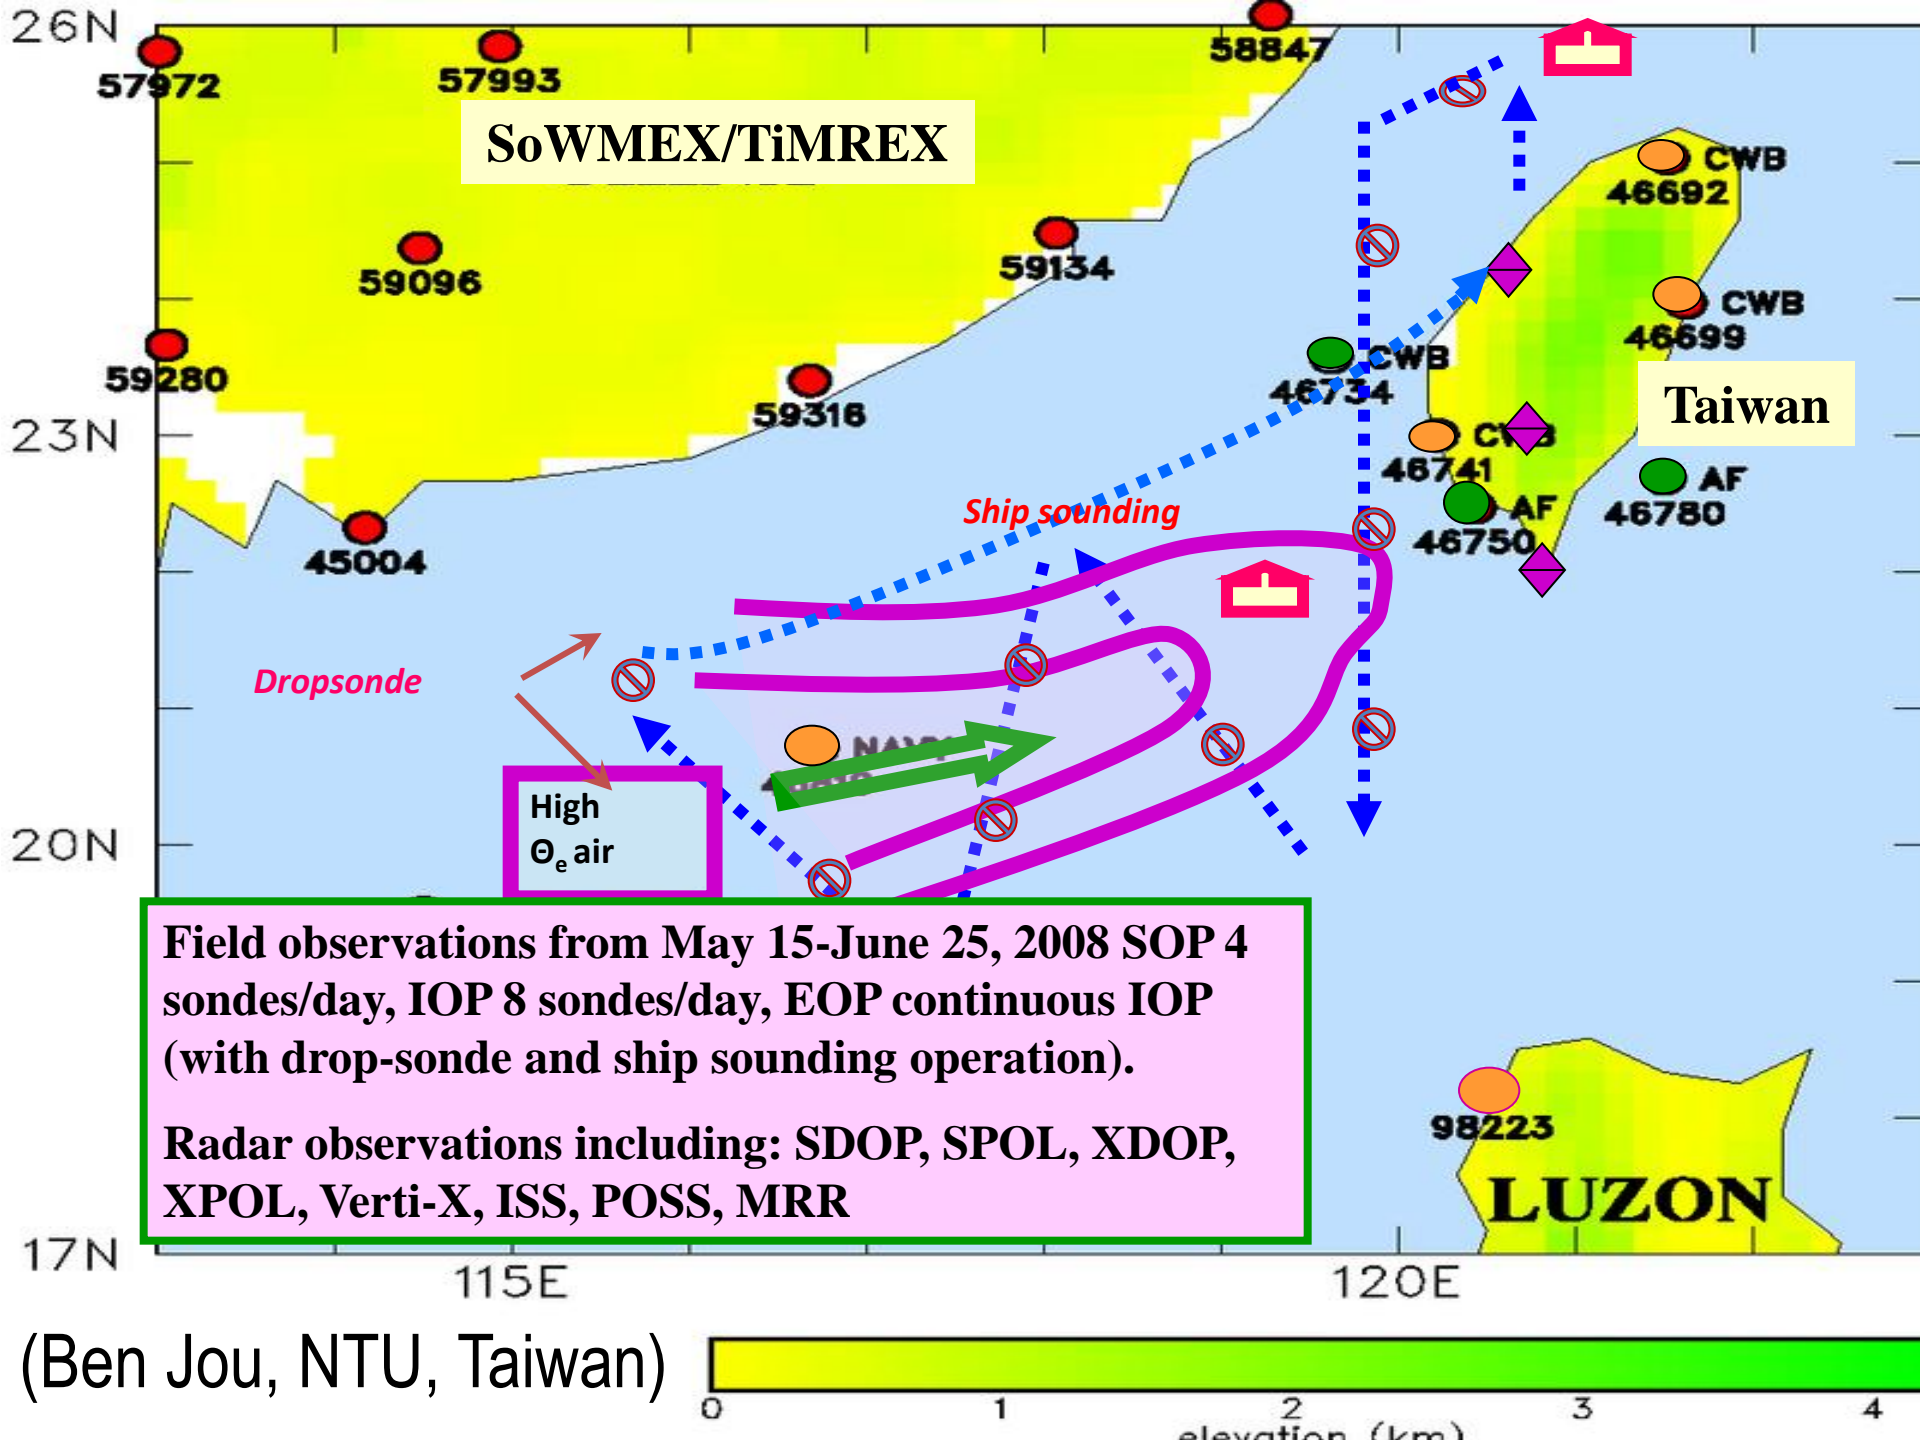 26N
58847
57972
57993
SoWMEX/TiMREX
CWB
46692
59134
59096
CWB
46699
CWB
46734
59280
59316
Taiwan
23N
CWB
46741
AF
46780
AF
46750
Ship sounding
45004
Dropsonde
High
Θe air
20N
Field observations from May 15-June 25, 2008 SOP 4
sondes/day, IOP 8 sondes/day, EOP continuous IOP
(with drop-sonde and ship sounding operation).
Radar observations including: SDOP, SPOL, XDOP,
XPOL, Verti-X, ISS, POSS, MRR
98223
LUZON
17N
115E
120E
(Ben Jou, NTU, Taiwan)
0 1 2 3 4
elevation (km)